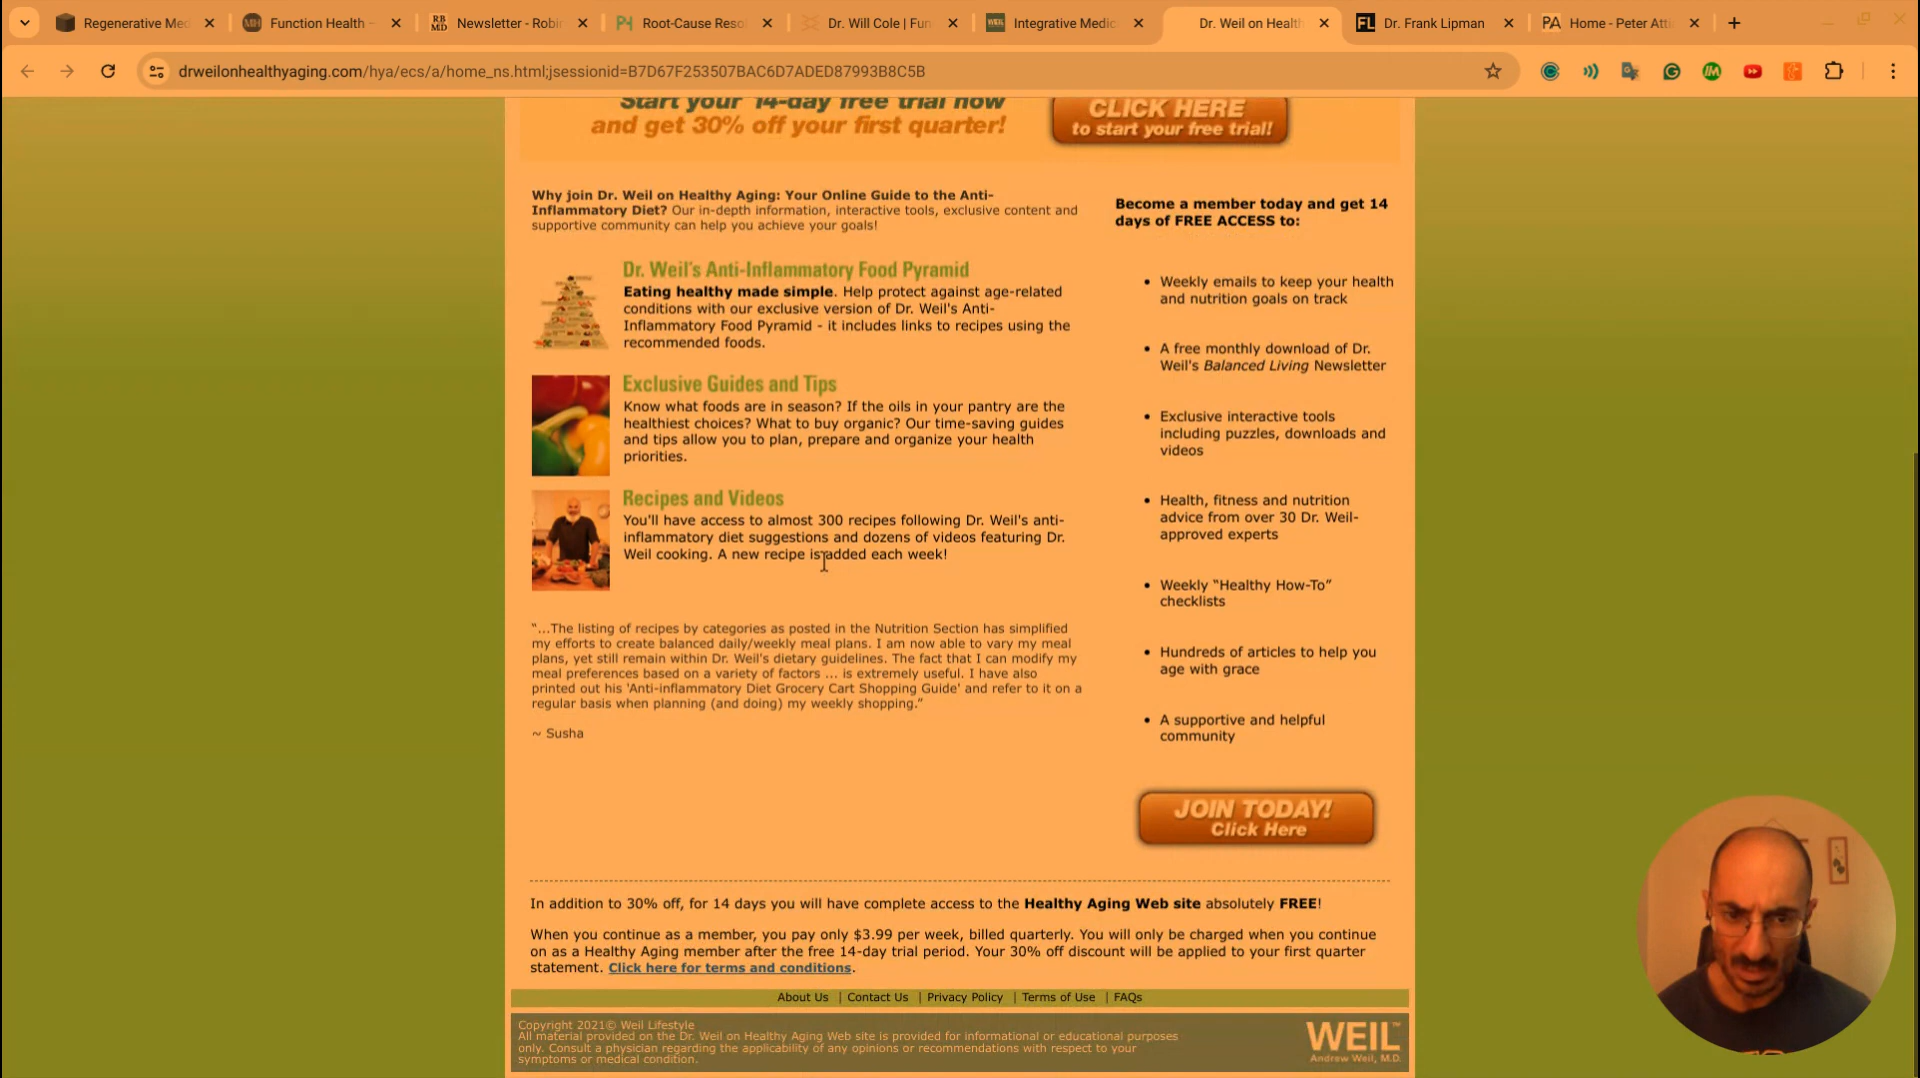 Regenerative Med
Function Health –
RB
MD
Newsletter - Robin
Root-Cause Reso
Dr. Will Cole | Fun
WEIL
Integrative Medic
Dr. Weil on Health
FL
Dr. Frank Lipman
PA
Home - Peter Atti
drweilonhealthyaging.com/hya/ecs/a/home_ns.html;jsessionid=B7D67F253507BAC6D7ADED87993B8C5B
Start your 14-day free trial now
and get 30% off your first quarter!
CLICK HERE
to start your free trial!
Why join Dr. Weil on Healthy Aging: Your Online Guide to the Anti-
Inflammatory Diet? Our in-depth information, interactive tools, exclusive content and
supportive community can help you achieve your goals!
Dr. Weil's Anti-Inflammatory Food Pyramid
Eating healthy made simple. Help protect against age-related
conditions with our exclusive version of Dr. Weil's Anti-
Inflammatory Food Pyramid - it includes links to recipes using the
recommended foods.
Exclusive Guides and Tips
Know what foods are in season? If the oils in your pantry are the
healthiest choices? What to buy organic? Our time-saving guides
and tips allow you to plan, prepare and organize your health
priorities.
Recipes and Videos
You'll have access to almost 300 recipes following Dr. Weil's anti-
inflammatory diet suggestions and dozens of videos featuring Dr.
Weil cooking. A new recipe is added each week!
"...The listing of recipes by categories as posted in the Nutrition Section has simplified
my efforts to create balanced daily/weekly meal plans. I am now able to vary my meal
plans, yet still remain within Dr. Weil's dietary guidelines. The fact that I can modify my
meal preferences based on a variety of factors ... is extremely useful. I have also
printed out his 'Anti-inflammatory Diet Grocery Cart Shopping Guide' and refer to it on a
regular basis when planning (and doing) my weekly shopping."
~ Susha
Become a member today and get 14
days of FREE ACCESS to:
• Weekly emails to keep your health
and nutrition goals on track
• A free monthly download of Dr.
Weil's Balanced Living Newsletter
• Exclusive interactive tools
including puzzles, downloads and
videos
• Health, fitness and nutrition
advice from over 30 Dr. Weil-
approved experts
• Weekly "Healthy How-To"
checklists
• Hundreds of articles to help you
age with grace
• A supportive and helpful
community
JOIN TODAY!
Click Here
In addition to 30% off, for 14 days you will have complete access to the Healthy Aging Web site absolutely FREE!
When you continue as a member, you pay only $3.99 per week, billed quarterly. You will only be charged when you continue
on as a Healthy Aging member after the free 14-day trial period. Your 30% off discount will be applied to your first quarter
statement. Click here for terms and conditions.
About Us | Contact Us | Privacy Policy | Terms of Use | FAQs
Copyright 2021© Weil Lifestyle
All material provided on the Dr. Weil on Healthy Aging Web site is provided for informational or educational purposes
only. Consult a physician regarding the applicability of any opinions or recommendations with respect to your
symptoms or medical condition.
WEIL™
Andrew Weil, M.D.